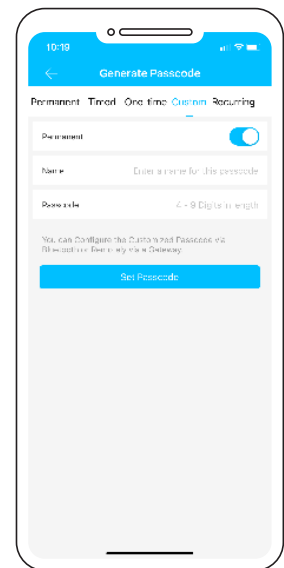 10:19
Generate Passcode
Permanent Timed One-time Custom Recurring
Permanent
Name Enter a name for this passcode
Passcode 4 - 9 Digits in length
You can Configure the Customized Passcode via
Bluetooth or Remotely via a Gateway
Set Passcode